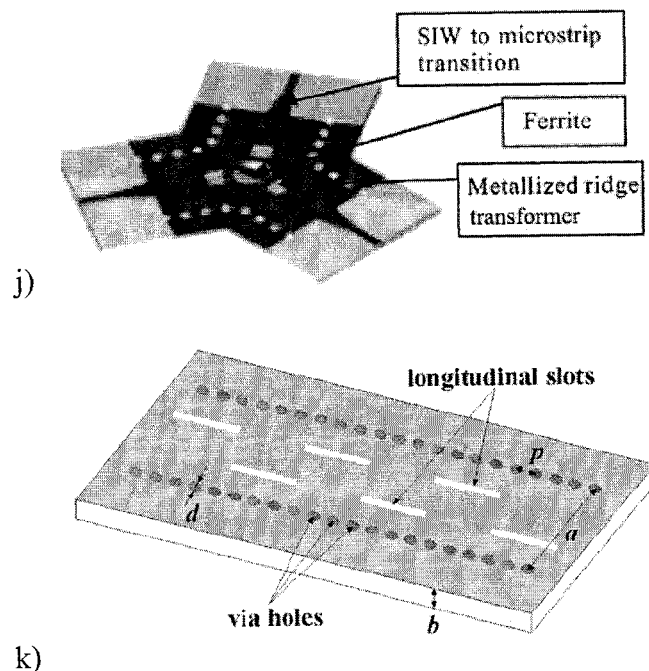 SIW to microstrip
transition
Ferrite
Metallized ridge
transformer
j)
longitudinal slots
p
d
a
via holes
b
k)